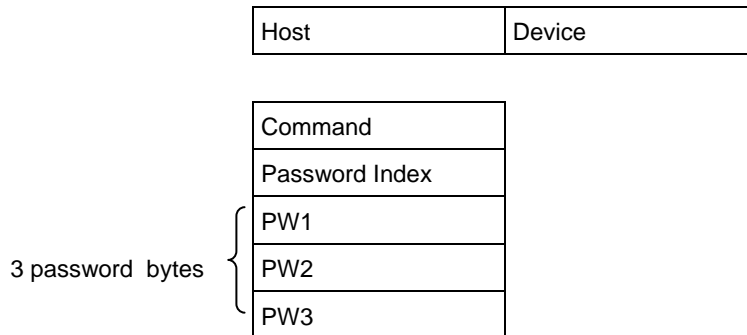 Host Device
Command
Password Index
PW1
3 password bytes PW2
PW3